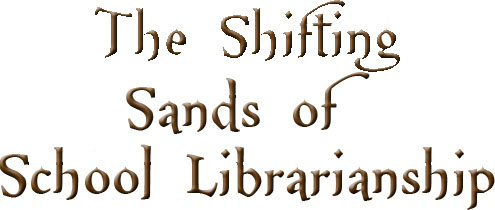 The Shifting
Sands of
School Librarianship